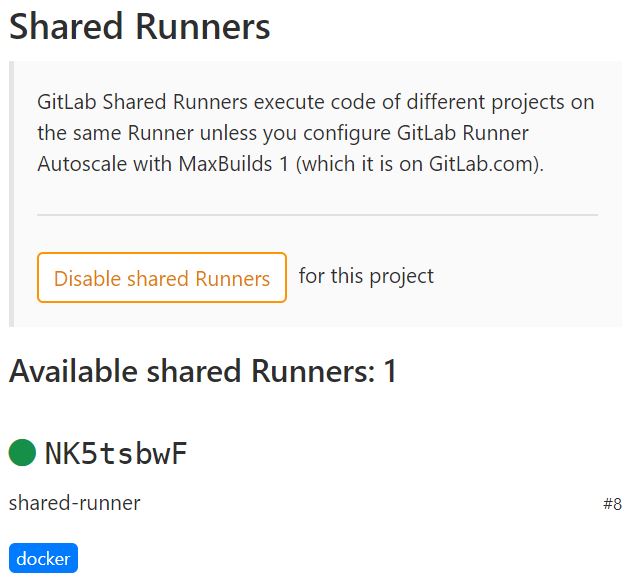 Shared Runners
GitLab Shared Runners execute code of different projects on
the same Runner unless you configure GitLab Runner
Autoscale with MaxBuilds 1 (which it is on GitLab.com).
Disable shared Runners for this project
Available shared Runners: 1
NK5tsbwF
shared-runner #8
docker